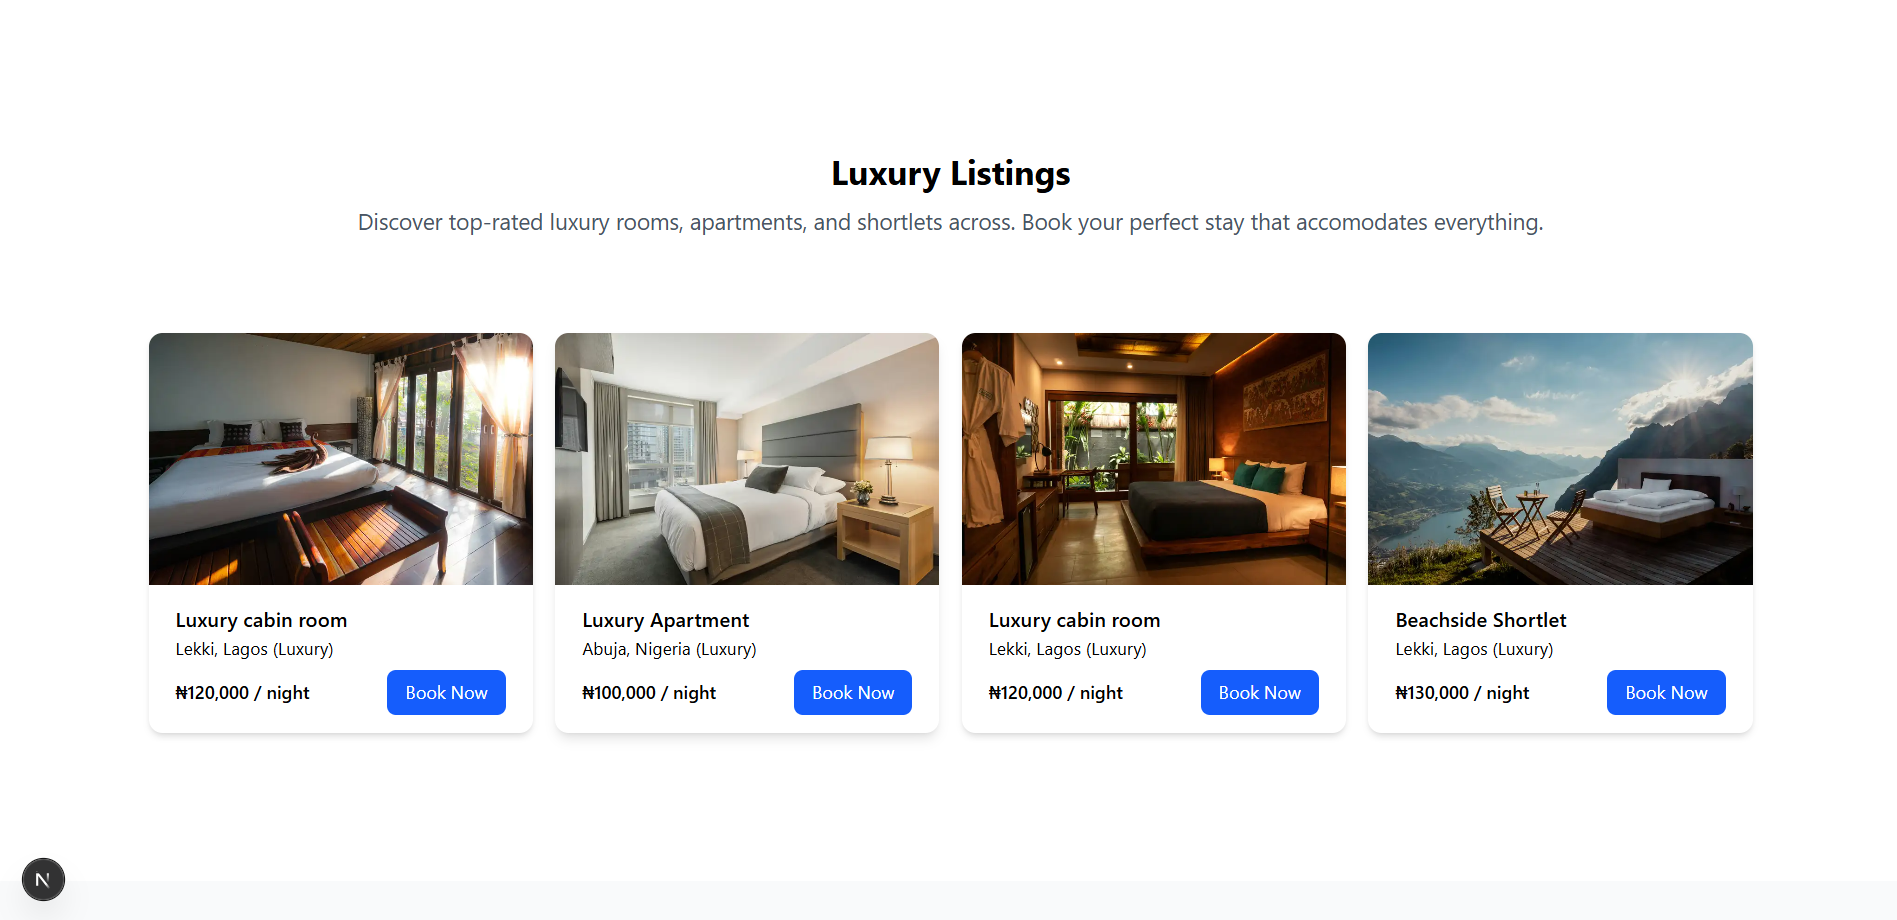 Luxury Listings
Discover top-rated luxury rooms, apartments, and shortlets across. Book your perfect stay that accomodates everything.
Luxury cabin room
Lekki, Lagos (Luxury)
₦120,000 / night
Book Now
Luxury Apartment
Abuja, Nigeria (Luxury)
₦100,000 / night
Book Now
Luxury cabin room
Lekki, Lagos (Luxury)
₦120,000 / night
Book Now
Beachside Shortlet
Lekki, Lagos (Luxury)
₦130,000 / night
Book Now
N